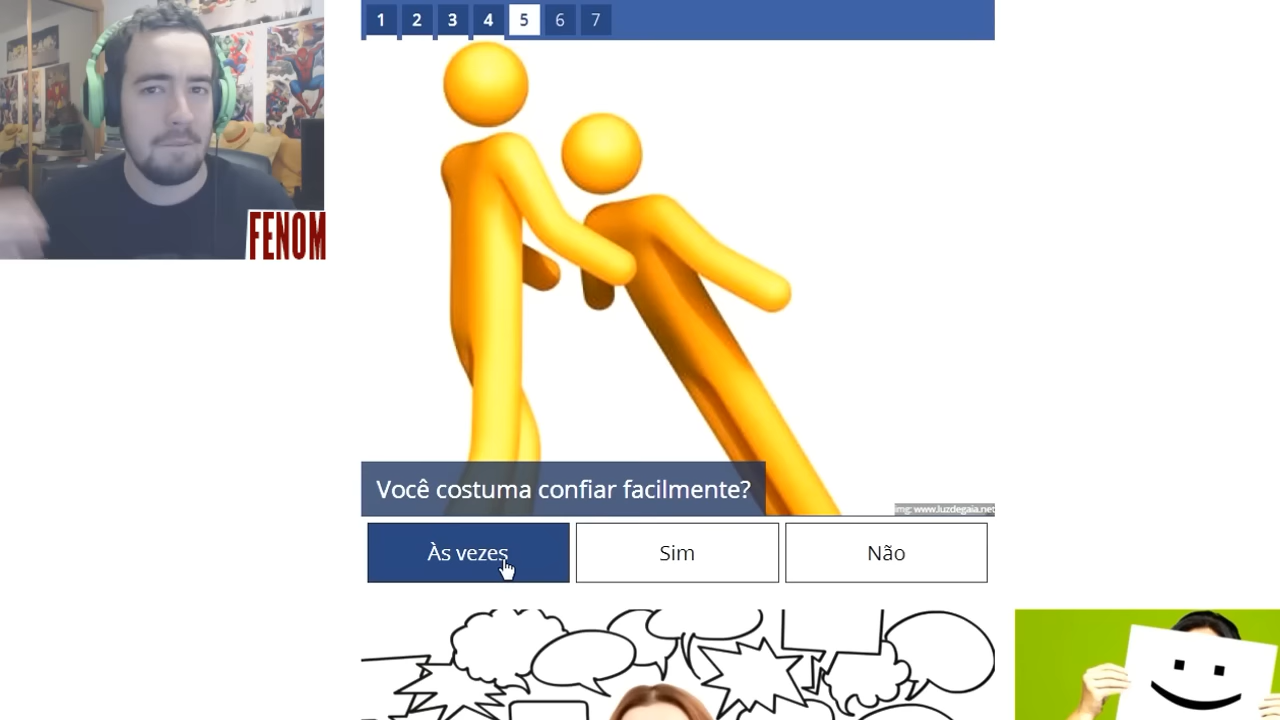 1 2 3 4 5 6 7
FENOM
Você costuma confiar facilmente?
img: www.luzdegaia.net
Às vezes
Sim
Não